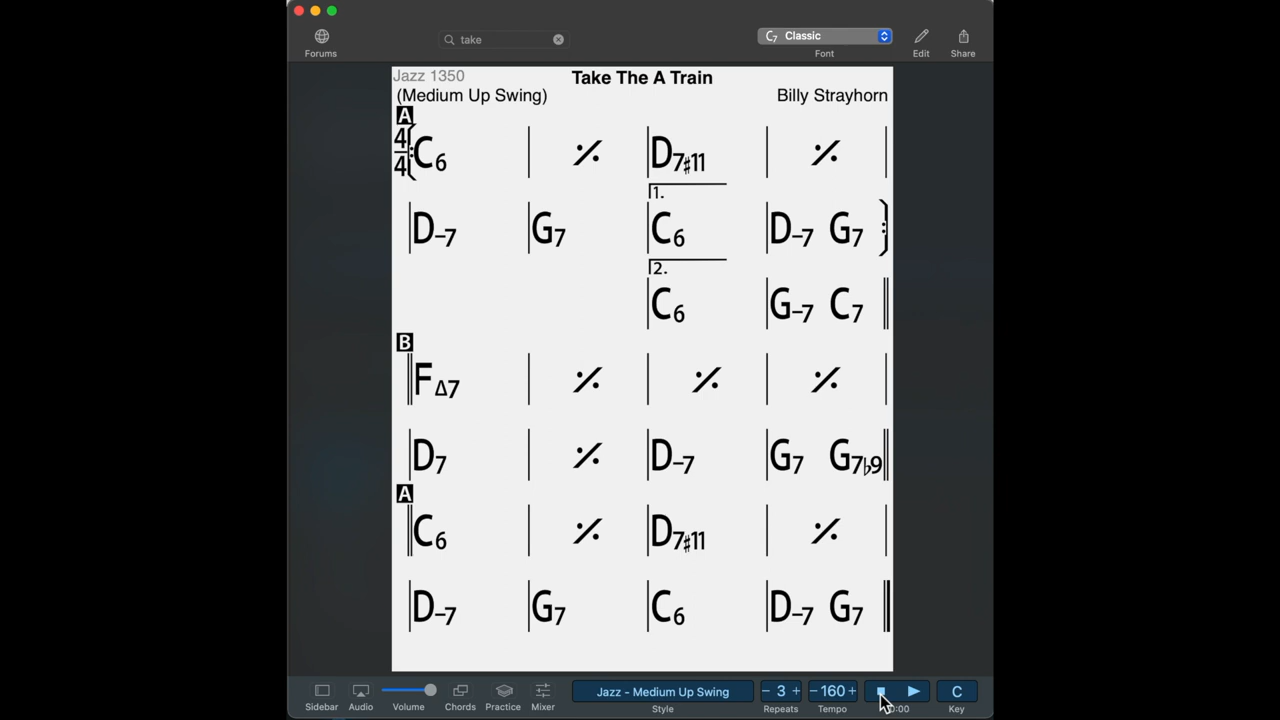 take
Classic
Forums
Font
Edit
Share
Jazz 1350
Take The A Train
(Medium Up Swing)
Billy Strayhorn
A
4/4 C6 | 𝄎 | D7♯11 | 𝄎
1.
D–7 | G7 | C6 | D–7 G7
2.
C6 | G–7 C7
B
FΔ7 | 𝄎 | 𝄎 | 𝄎
D7 | 𝄎 | D–7 | G7 G7♭9
A
C6 | 𝄎 | D7♯11 | 𝄎
D–7 | G7 | C6 | D–7 G7
Jazz - Medium Up Swing
– 3 +
– 160 +
C
Sidebar
Audio
Volume
Chords
Practice
Mixer
Style
Repeats
Tempo
:00
Key